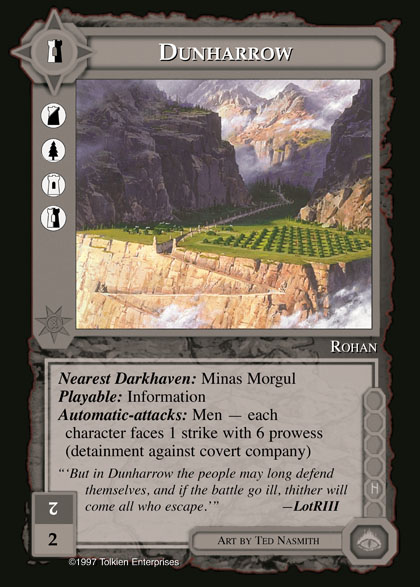 DUNHARROW
ROHAN
Nearest Darkhaven: Minas Morgul
Playable: Information
Automatic-attacks: Men — each
character faces 1 strike with 6 prowess
(detainment against covert company)
“‘But in Dunharrow the people may long defend
themselves, and if the battle go ill, thither will
come all who escape.’” —LotRIII
H
2
2
ART BY TED NASMITH
©1997 Tolkien Enterprises